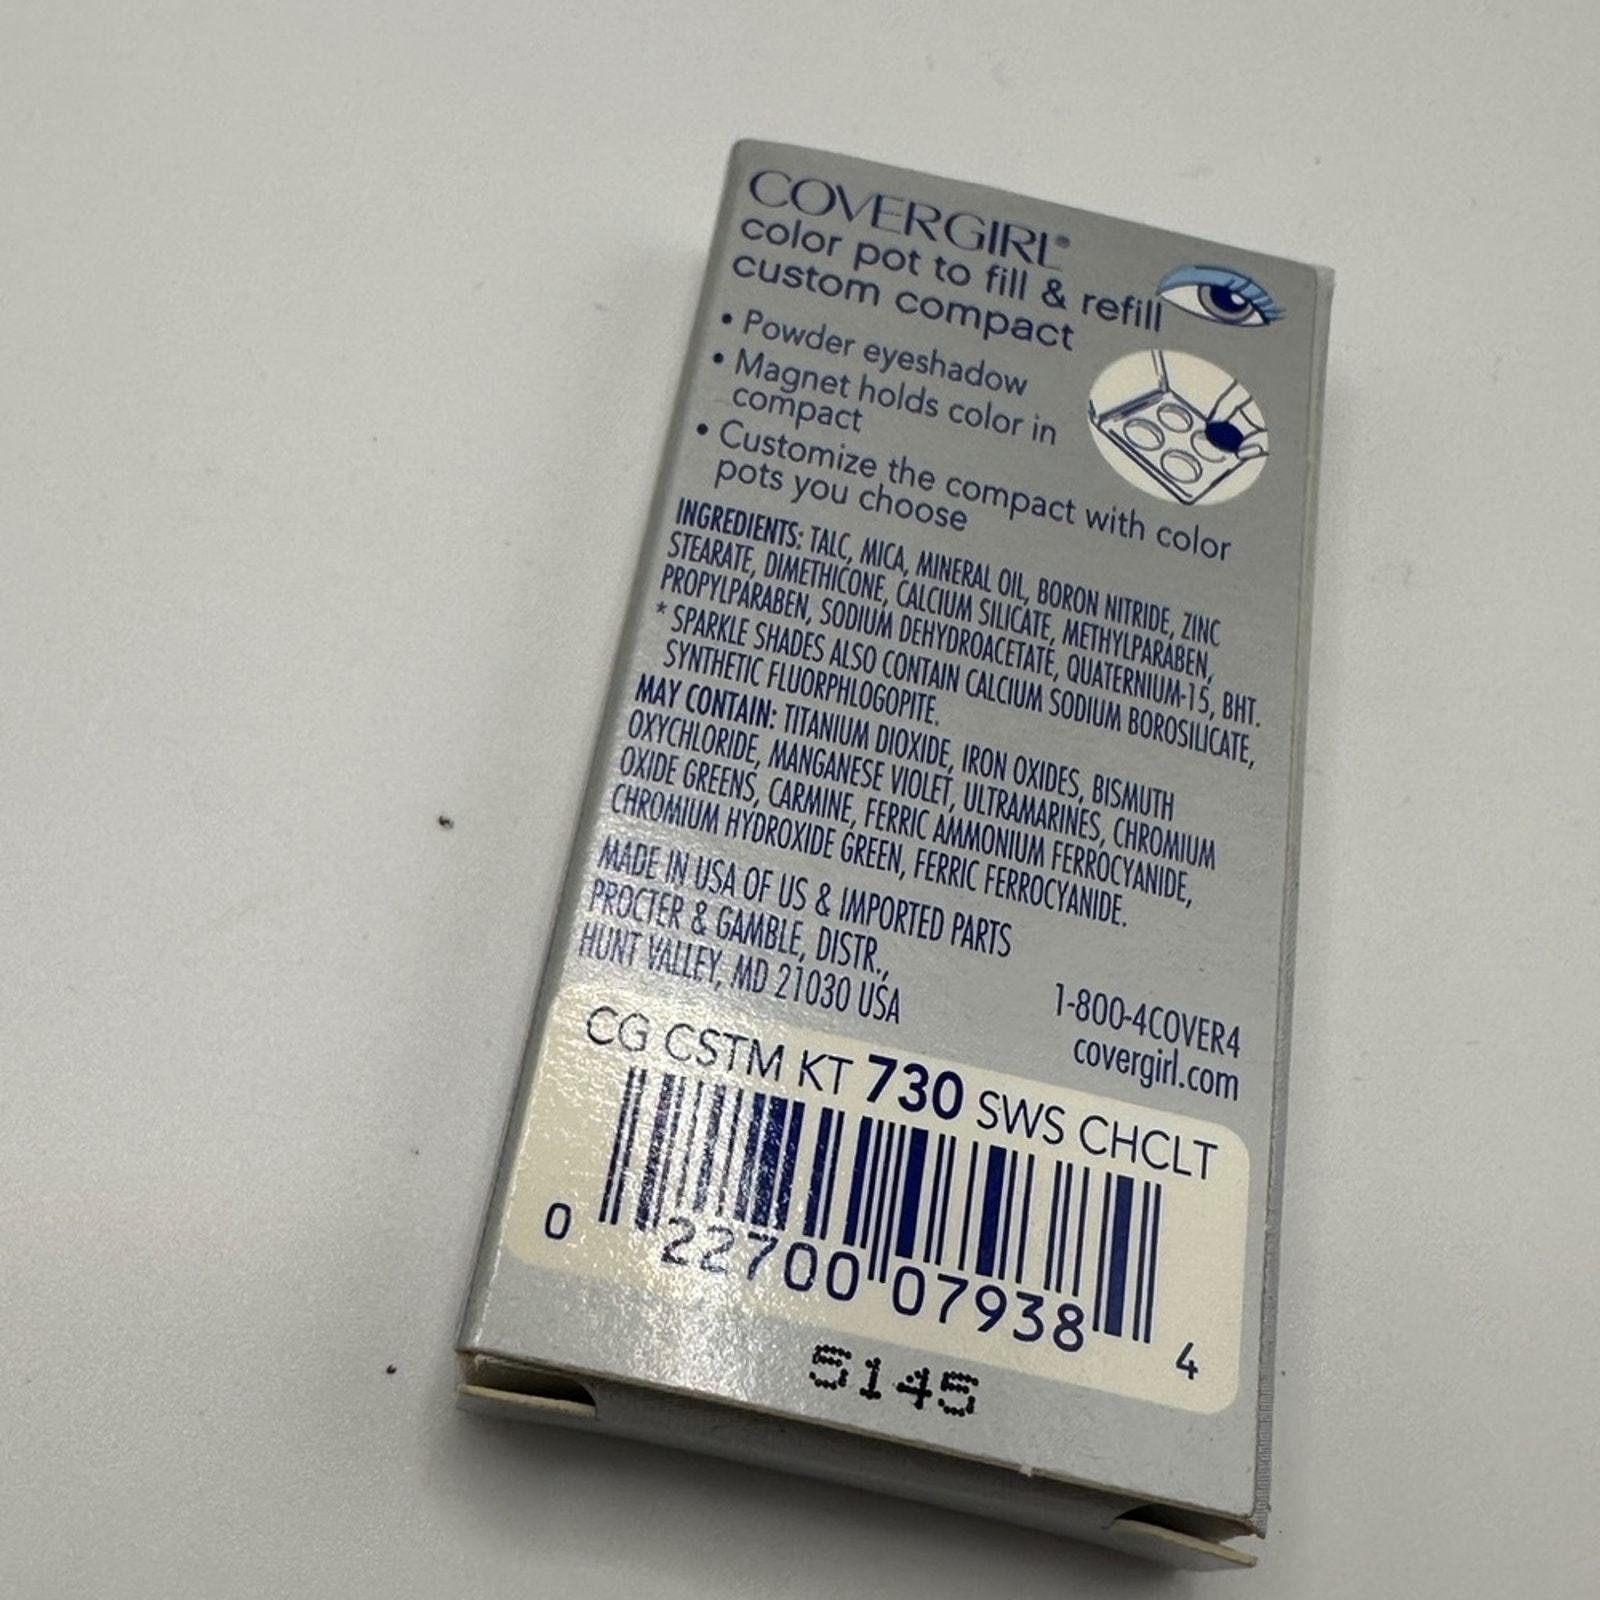 COVERGIRL®
color pot to fill & refill
custom compact
• Powder eyeshadow
• Magnet holds color in
compact
• Customize the compact with color
pots you choose
INGREDIENTS: TALC, MICA, MINERAL OIL, BORON NITRIDE, ZINC
STEARATE, DIMETHICONE, CALCIUM SILICATE, METHYLPARABEN,
PROPYLPARABEN, SODIUM DEHYDROACETATE, QUATERNIUM-15, BHT.
* SPARKLE SHADES ALSO CONTAIN CALCIUM SODIUM BOROSILICATE,
SYNTHETIC FLUORPHLOGOPITE.
MAY CONTAIN: TITANIUM DIOXIDE, IRON OXIDES, BISMUTH
OXYCHLORIDE, MANGANESE VIOLET, ULTRAMARINES, CHROMIUM
OXIDE GREENS, CARMINE, FERRIC AMMONIUM FERROCYANIDE,
CHROMIUM HYDROXIDE GREEN, FERRIC FERROCYANIDE.
MADE IN USA OF US & IMPORTED PARTS
PROCTER & GAMBLE, DISTR.,
HUNT VALLEY, MD 21030 USA
1-800-4COVER4
covergirl.com
CG CSTM KT 730 SWS CHCLT
0 22700 07938 4
5145